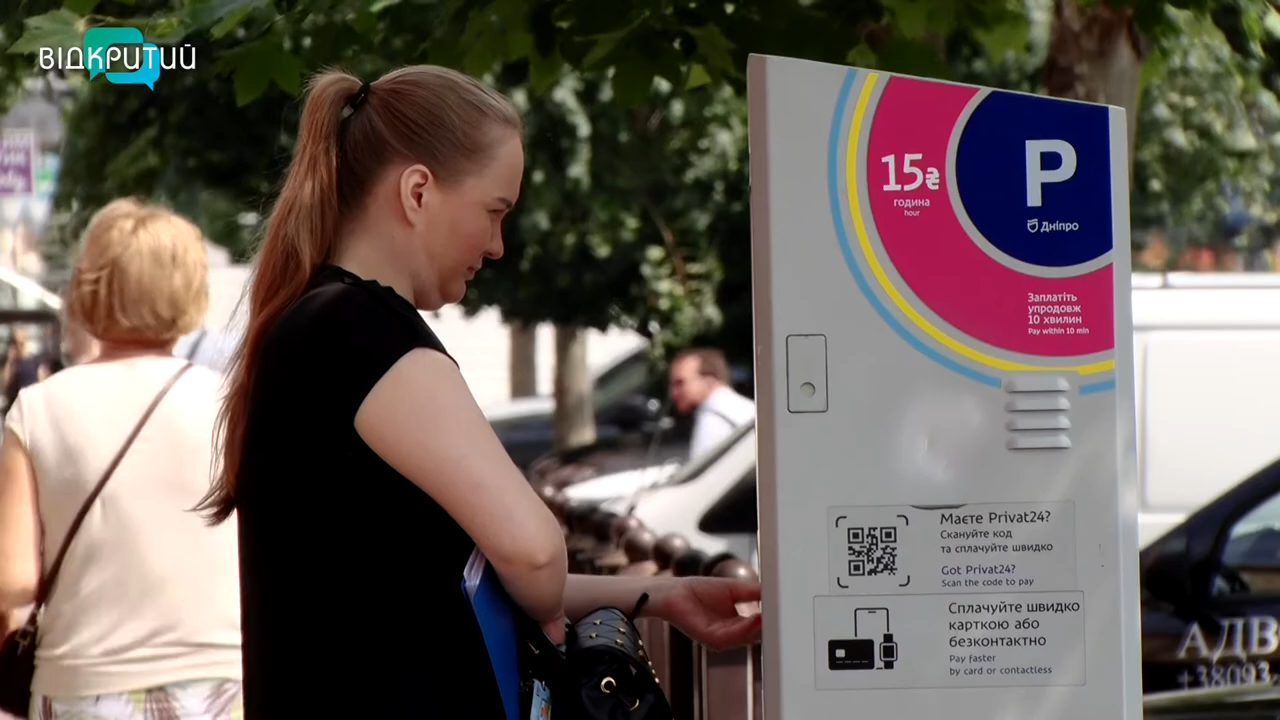 ВІДКРИТИЙ
15₴
година
hour
P
Дніпро
Заплатіть
упродовж
10 хвилин
Pay within 10 min
Маєте Privat24?
Скануйте код
та сплачуйте швидко
Got Privat24?
Scan the code to pay
Сплачуйте швидко
карткою або
безконтактно
Pay faster
by card or contactless
АДВ
+38093